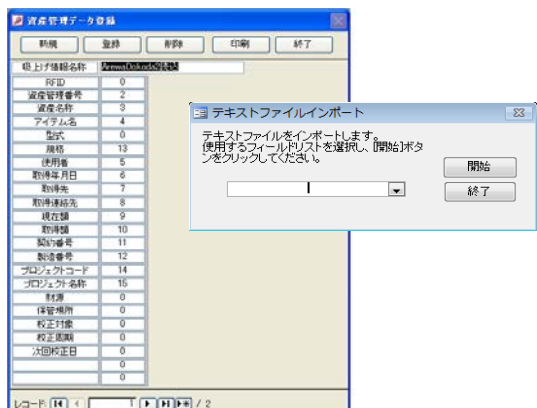 資産管理データ登録
新規 登録 削除 印刷 終了
吸上げ情報名称 ArewaDokoda2開始
RFID 0
資産管理番号 2
資産名称 3
アイテム名 4
型式 0
規格 13
使用者 5
取得年月日 6
取得先 7
取得連絡先 8
現在額 9
取得額 10
契約番号 11
製造番号 12
プロジェクトコード 14
プロジェクト名称 15
財源 0
保管場所 0
校正対象 0
校正周期 0
次回校正日 0
0
0
レコード: 1 / 2
テキストファイルインポート
テキストファイルをインポートします。
使用するフィールドリストを選択し、[開始]ボタ
ンをクリックしてください。
開始
終了